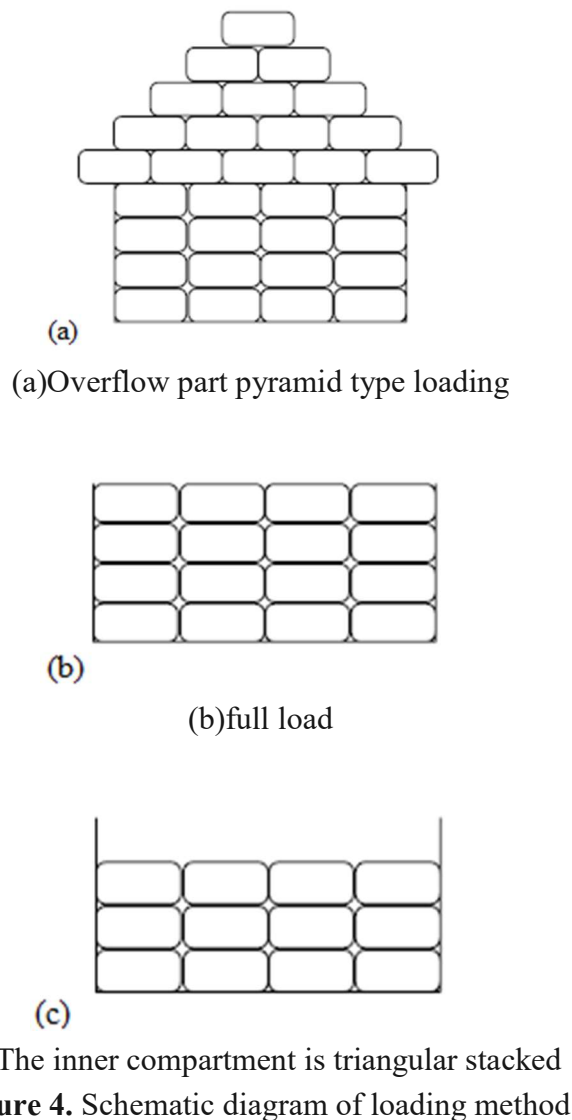 (a)
(a)Overflow part pyramid type loading
(b)
(b)full load
(c)
The inner compartment is triangular stacked
ure 4. Schematic diagram of loading method